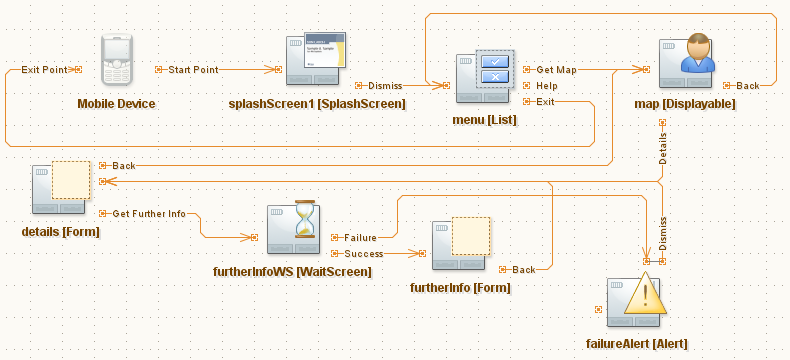 Exit Point
Start Point
Mobile Device
Dismiss
splashScreen1 [SplashScreen]
Get Map
Help
Exit
menu [List]
Back
map [Displayable]
Details
Back
Get Further Info
details [Form]
Failure
Success
furtherInfoWS [WaitScreen]
Back
furtherInfo [Form]
Dismiss
failureAlert [Alert]